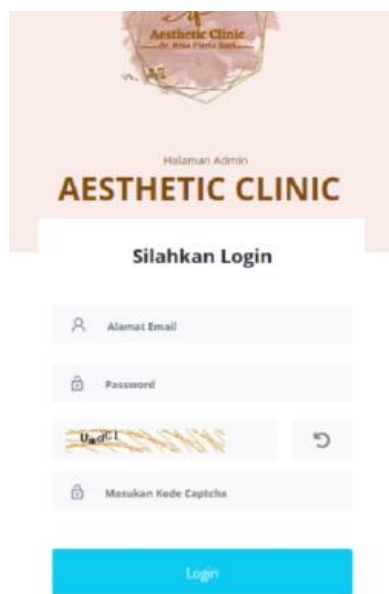 Aesthetic Clinic
Halaman Admin
AESTHETIC CLINIC
Silahkan Login
Alamat Email
Password
Masukan Kode Captcha
Login